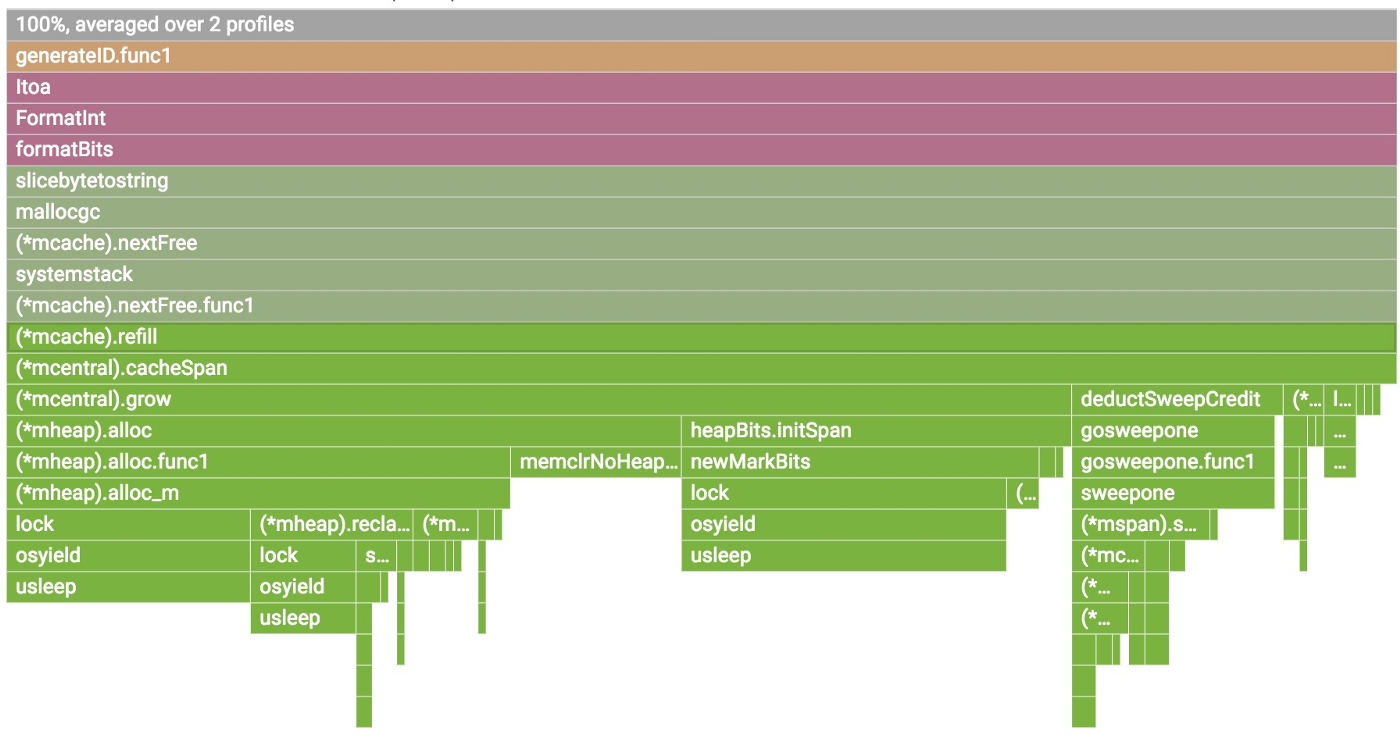 100%, averaged over 2 profiles
generateID.func1
Itoa
FormatInt
formatBits
slicebytetostring
mallocgc
(*mcache).nextFree
systemstack
(*mcache).nextFree.func1
(*mcache).refill
(*mcentral).cacheSpan
(*mcentral).grow deductSweepCredit (*... l...
(*mheap).alloc heapBits.initSpan gosweepone ...
(*mheap).alloc.func1 memclrNoHeap... newMarkBits gosweepone.func1 ...
(*mheap).alloc_m lock (... sweepone
lock (*mheap).recla... (*m... osyield (*mspan).s...
osyield lock s... usleep (*mc...
usleep osyield (*...
usleep (*...